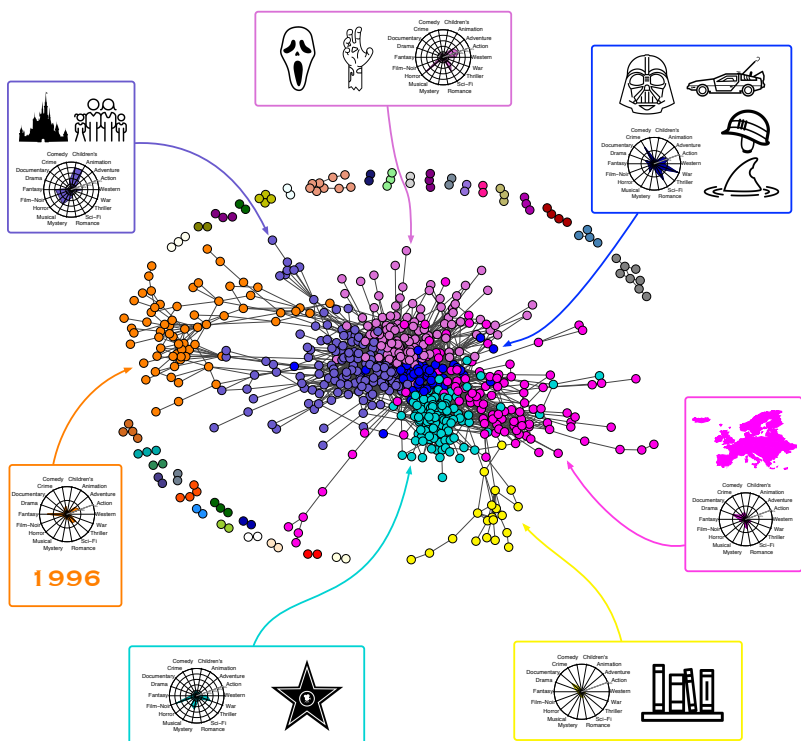 Comedy Children's
Crime Animation
Documentary Adventure
Drama Action
Fantasy Western
Film-Noir War
Horror Thriller
Musical Sci-Fi
Mystery Romance
Comedy Children's
Crime Animation
Documentary Adventure
Drama Action
Fantasy Western
Film-Noir War
Horror Thriller
Musical Sci-Fi
Mystery Romance
Comedy Children's
Crime Animation
Documentary Adventure
Drama Action
Fantasy Western
Film-Noir War
Horror Thriller
Musical Sci-Fi
Mystery Romance
Comedy Children's
Crime Animation
Documentary Adventure
Drama Action
Fantasy Western
Film-Noir War
Horror Thriller
Musical Sci-Fi
Mystery Romance
1996
Comedy Children's
Crime Animation
Documentary Adventure
Drama Action
Fantasy Western
Film-Noir War
Horror Thriller
Musical Sci-Fi
Mystery Romance
Comedy Children's
Crime Animation
Documentary Adventure
Drama Action
Fantasy Western
Film-Noir War
Horror Thriller
Musical Sci-Fi
Mystery Romance
Comedy Children's
Crime Animation
Documentary Adventure
Drama Action
Fantasy Western
Film-Noir War
Horror Thriller
Musical Sci-Fi
Mystery Romance